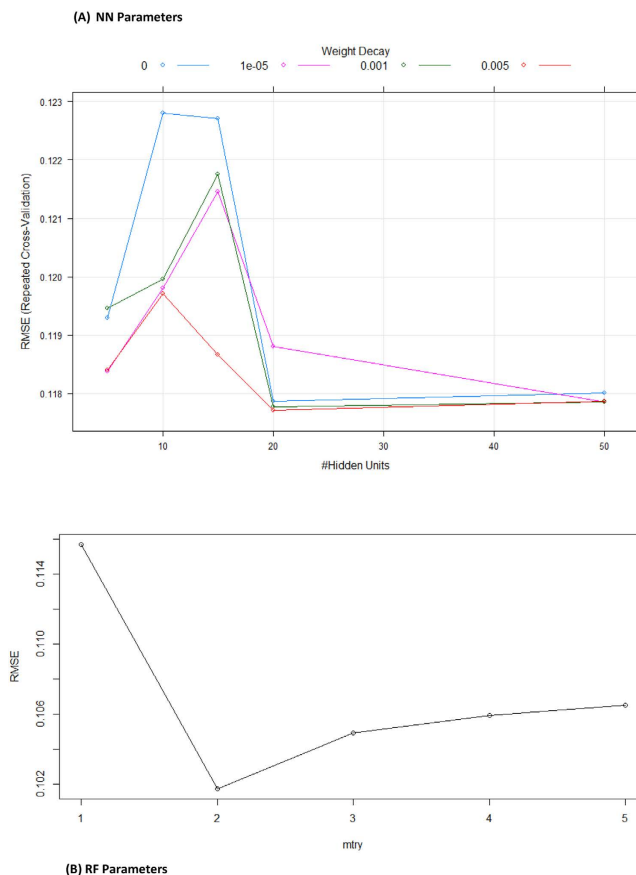 (A) NN Parameters
Weight Decay
0 1e-05 0.001 0.005
0.123
0.122
0.121
0.120
0.119
0.118
RMSE (Repeated Cross-Validation)
10 20 30 40 50
#Hidden Units
0.114
0.110
0.106
0.102
RMSE
1 2 3 4 5
mtry
(B) RF Parameters